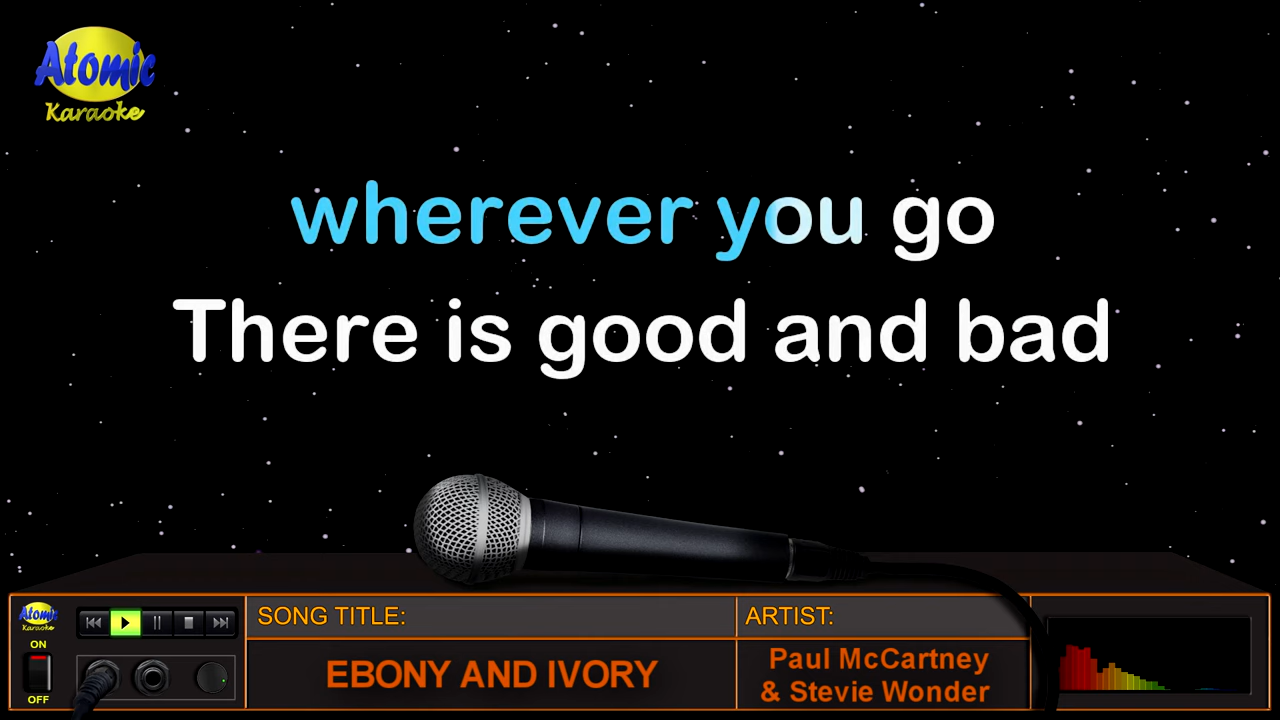 Atomic
Karaoke
wherever you go
There is good and bad
Atomic
Karaoke
ON
OFF
SONG TITLE:
EBONY AND IVORY
ARTIST:
Paul McCartney
& Stevie Wonder